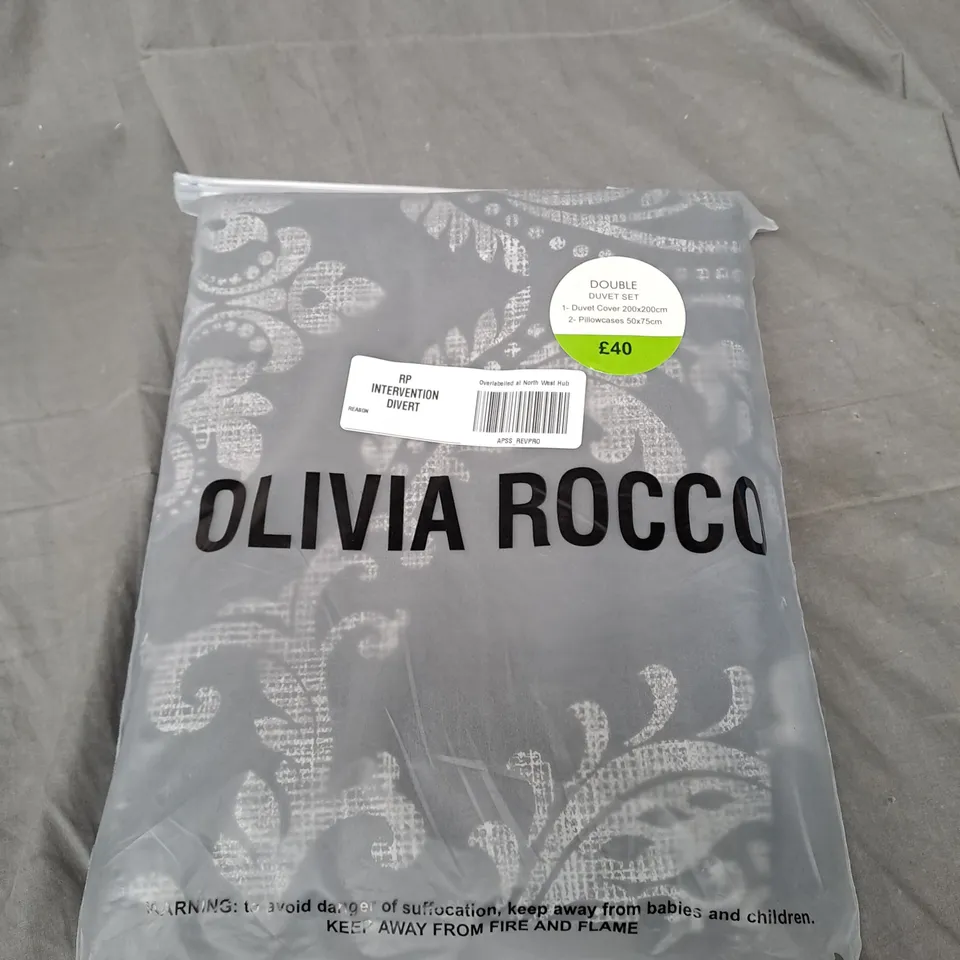 DOUBLE
DUVET SET
1- Duvet Cover 200x200cm
2- Pillowcases 50x75cm
£40
RP
INTERVENTION
DIVERT
REASON
Overlabelled at North West Hub
APSS_REVPRO
OLIVIA ROCCO
WARNING: to avoid danger of suffocation, keep away from babies and children.
KEEP AWAY FROM FIRE AND FLAME